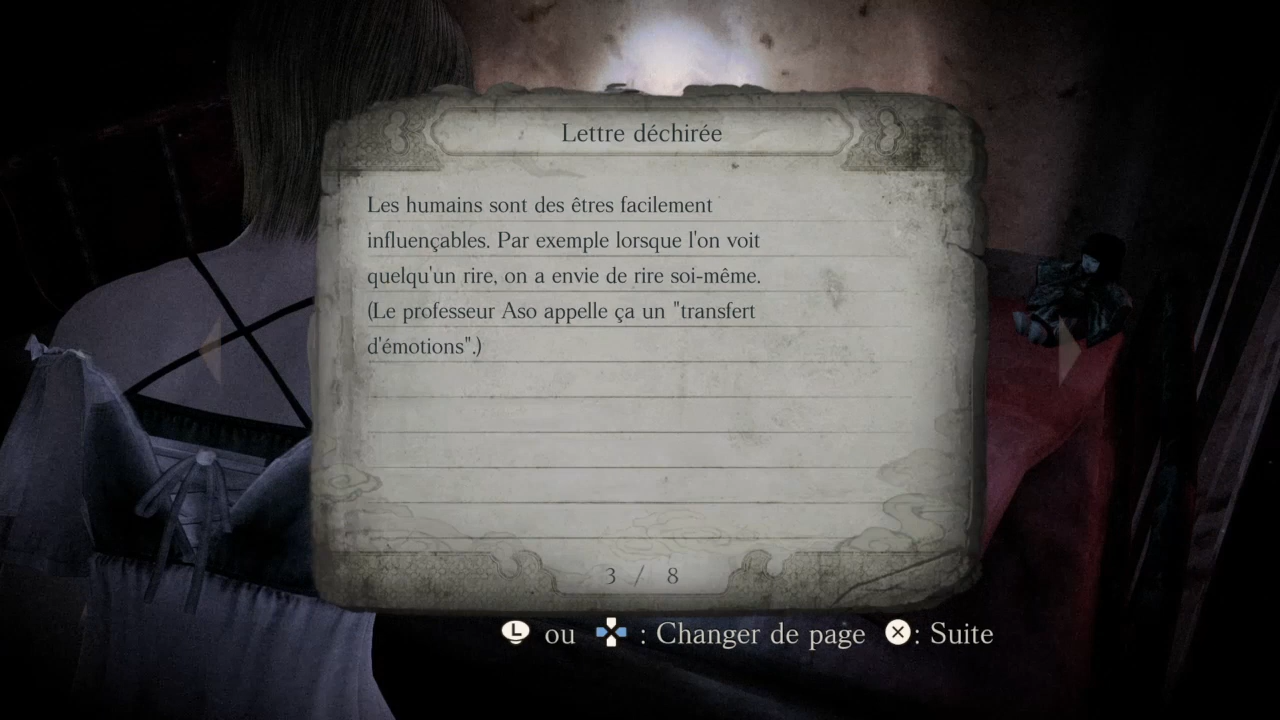 Lettre déchirée
Les humains sont des êtres facilement
influençables. Par exemple lorsque l'on voit
quelqu'un rire, on a envie de rire soi-même.
(Le professeur Aso appelle ça un "transfert
d'émotions".)
3 / 8
L ou : Changer de page X : Suite